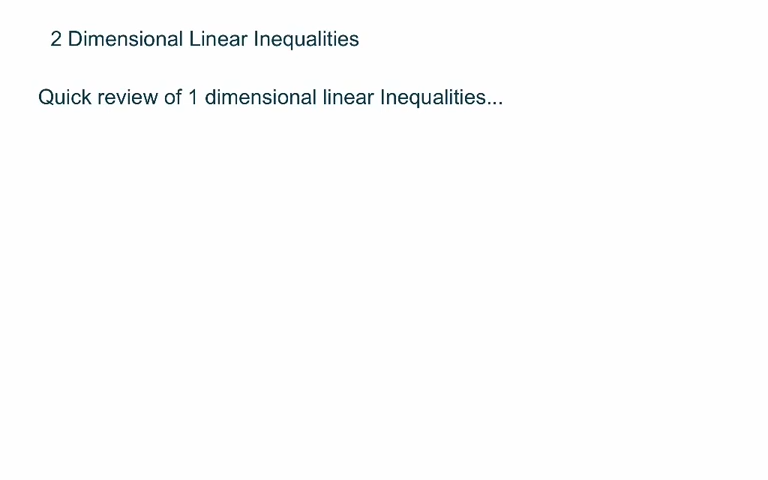 2 Dimensional Linear Inequalities
Quick review of 1 dimensional linear Inequalities...